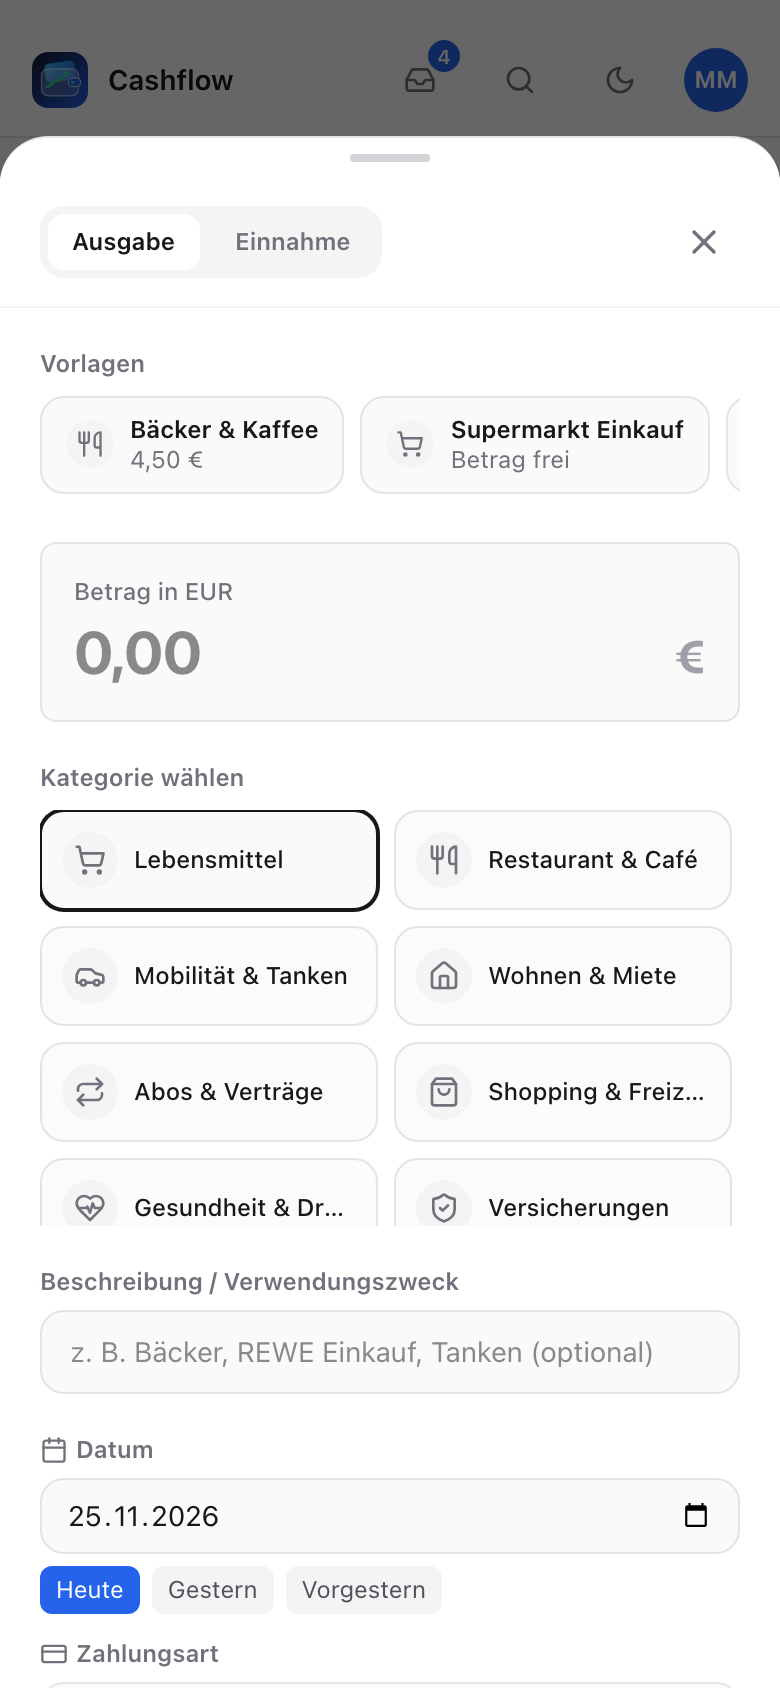 Cashflow
4
MM
Ausgabe
Einnahme
Vorlagen
Bäcker & Kaffee
4,50 €
Supermarkt Einkauf
Betrag frei
Betrag in EUR
0,00
€
Kategorie wählen
Lebensmittel
Restaurant & Café
Mobilität & Tanken
Wohnen & Miete
Abos & Verträge
Shopping & Freiz...
Gesundheit & Dr...
Versicherungen
Beschreibung / Verwendungszweck
z. B. Bäcker, REWE Einkauf, Tanken (optional)
Datum
25.11.2026
Heute
Gestern
Vorgestern
Zahlungsart